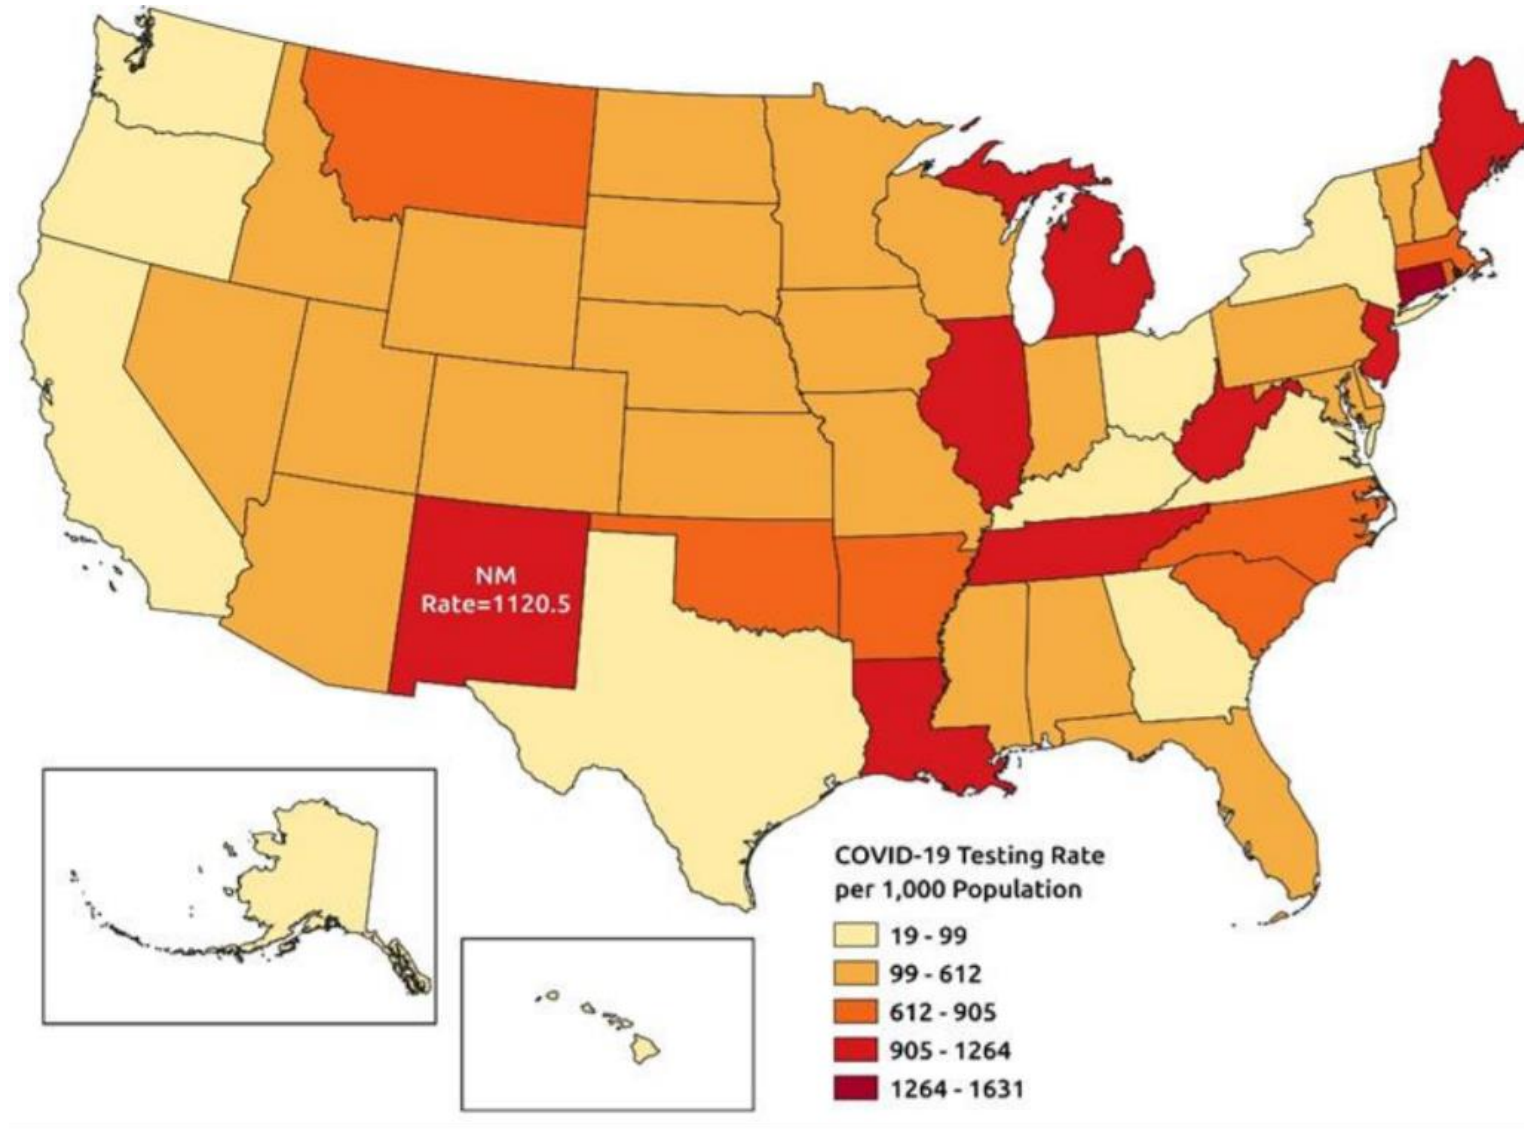 NM
Rate=1120.5
COVID-19 Testing Rate
per 1,000 Population
19 - 99
99 - 612
612 - 905
905 - 1264
1264 - 1631